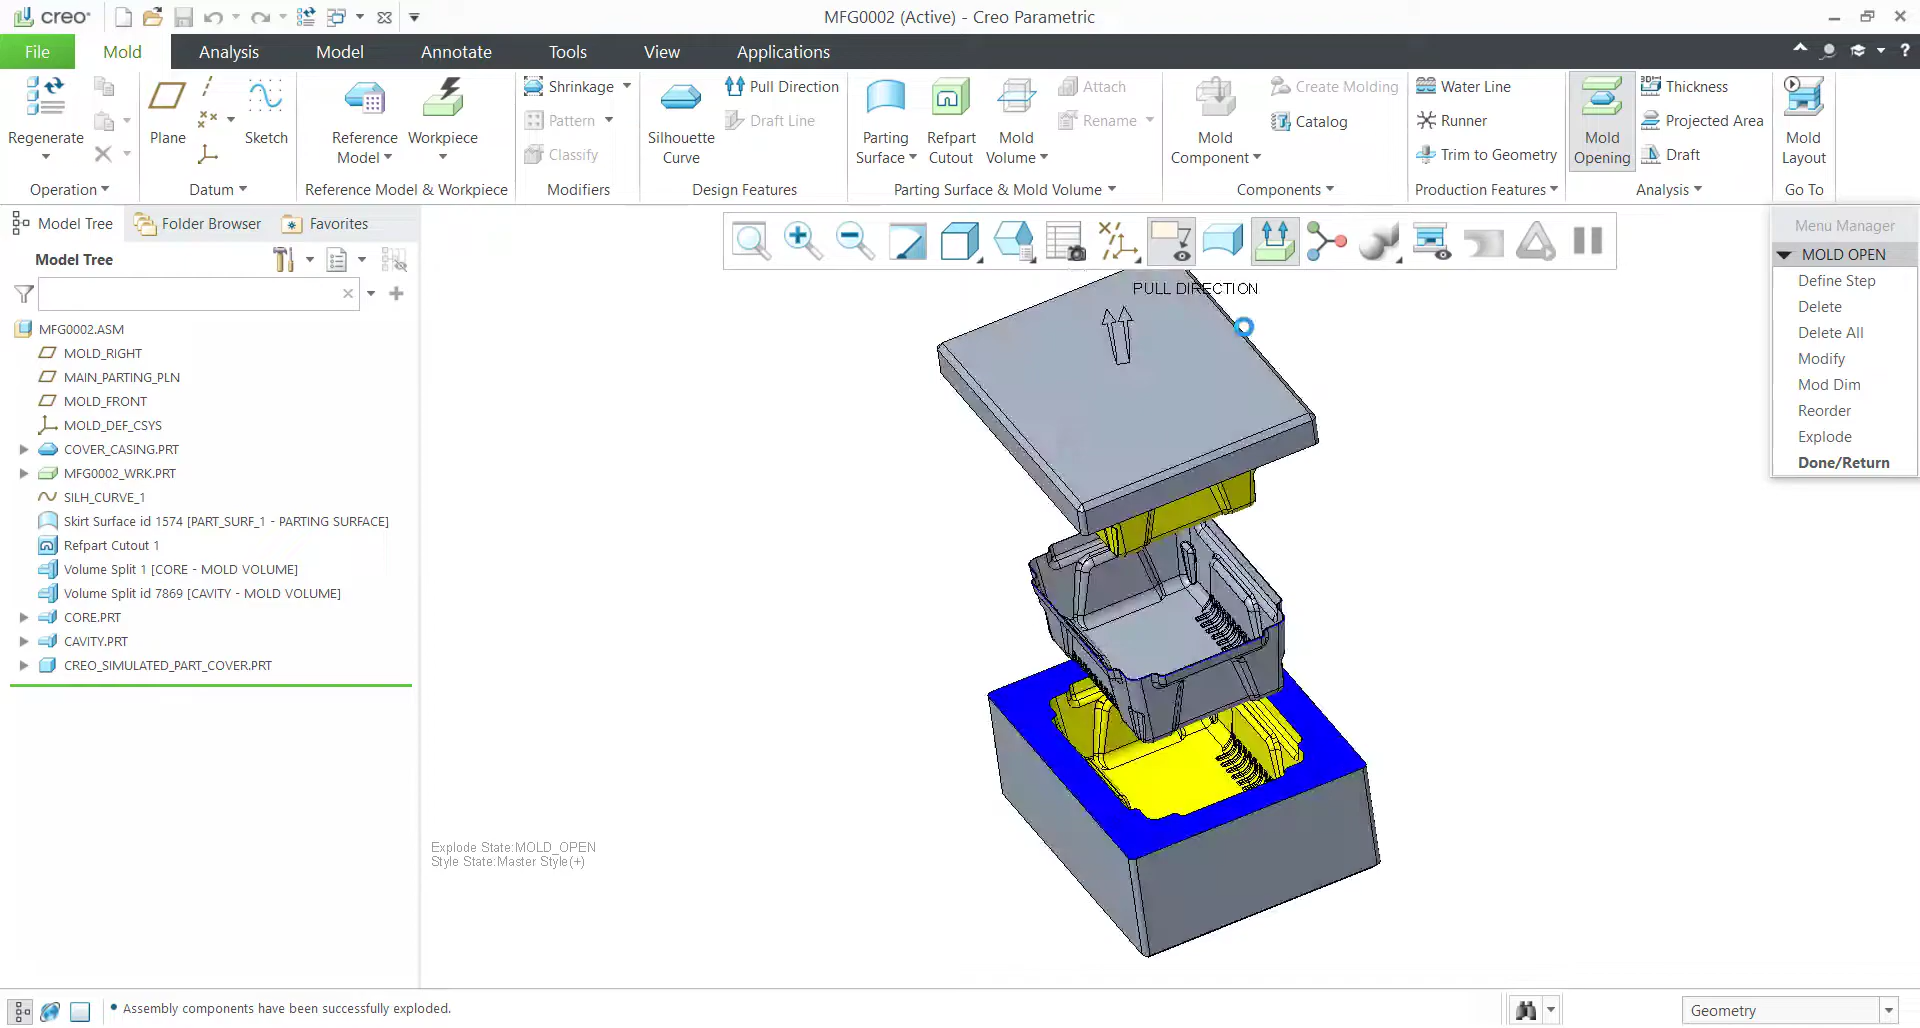 creo
MFG0002 (Active) - Creo Parametric
File
Mold
Analysis
Model
Annotate
Tools
View
Applications
Regenerate
Operation
Plane
Sketch
Datum
Reference
Model
Workpiece
Reference Model & Workpiece
Shrinkage
Pattern
Classify
Modifiers
Silhouette
Curve
Pull Direction
Draft Line
Design Features
Parting
Surface
Refpart
Cutout
Mold
Volume
Attach
Rename
Parting Surface & Mold Volume
Mold
Component
Create Molding
Catalog
Components
Water Line
Runner
Trim to Geometry
Production Features
Mold
Opening
Thickness
Projected Area
Draft
Analysis
Mold
Layout
Go To
Model Tree
Folder Browser
Favorites
Model Tree
MFG0002.ASM
MOLD_RIGHT
MAIN_PARTING_PLN
MOLD_FRONT
MOLD_DEF_CSYS
COVER_CASING.PRT
MFG0002_WRK.PRT
SILH_CURVE_1
Skirt Surface id 1574 [PART_SURF_1 - PARTING SURFACE]
Refpart Cutout 1
Volume Split 1 [CORE - MOLD VOLUME]
Volume Split id 7869 [CAVITY - MOLD VOLUME]
CORE.PRT
CAVITY.PRT
CREO_SIMULATED_PART_COVER.PRT
PULL DIRECTION
Explode State:MOLD_OPEN
Style State:Master Style(+)
Menu Manager
MOLD OPEN
Define Step
Delete
Delete All
Modify
Mod Dim
Reorder
Explode
Done/Return
Assembly components have been successfully exploded.
Geometry